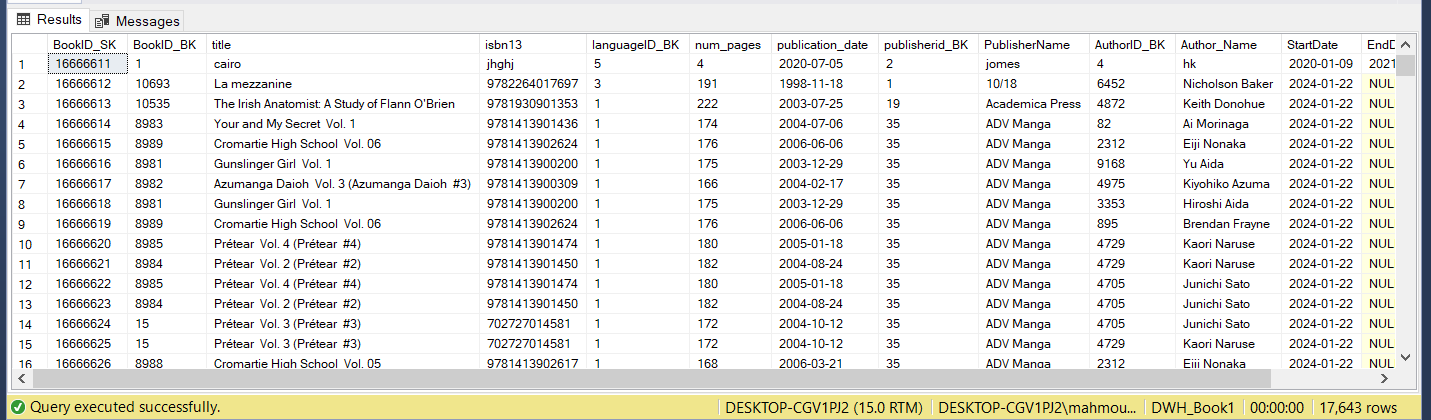 Results Messages
BookID_SK BookID_BK title isbn13 languageID_BK num_pages publication_date publisherid_BK PublisherName AuthorID_BK Author_Name StartDate EndD
1 16666611 1 cairo jhghj 5 4 2020-07-05 2 jomes 4 hk 2020-01-09 2021
2 16666612 10693 La mezzanine 9782264017697 3 191 1998-11-18 1 10/18 6452 Nicholson Baker 2024-01-22 NUL
3 16666613 10535 The Irish Anatomist: A Study of Flann O'Brien 9781930901353 1 222 2003-07-25 19 Academica Press 4872 Keith Donohue 2024-01-22 NUL
4 16666614 8983 Your and My Secret Vol. 1 9781413901436 1 174 2004-07-06 35 ADV Manga 82 Ai Morinaga 2024-01-22 NUL
5 16666615 8989 Cromartie High School Vol. 06 9781413902624 1 176 2006-06-06 35 ADV Manga 2312 Eiji Nonaka 2024-01-22 NUL
6 16666616 8981 Gunslinger Girl Vol. 1 9781413900200 1 175 2003-12-29 35 ADV Manga 9168 Yu Aida 2024-01-22 NUL
7 16666617 8982 Azumanga Daioh Vol. 3 (Azumanga Daioh #3) 9781413900309 1 166 2004-02-17 35 ADV Manga 4975 Kiyohiko Azuma 2024-01-22 NUL
8 16666618 8981 Gunslinger Girl Vol. 1 9781413900200 1 175 2003-12-29 35 ADV Manga 3353 Hiroshi Aida 2024-01-22 NUL
9 16666619 8989 Cromartie High School Vol. 06 9781413902624 1 176 2006-06-06 35 ADV Manga 895 Brendan Frayne 2024-01-22 NUL
10 16666620 8985 Prétear Vol. 4 (Prétear #4) 9781413901474 1 180 2005-01-18 35 ADV Manga 4729 Kaori Naruse 2024-01-22 NUL
11 16666621 8984 Prétear Vol. 2 (Prétear #2) 9781413901450 1 182 2004-08-24 35 ADV Manga 4729 Kaori Naruse 2024-01-22 NUL
12 16666622 8985 Prétear Vol. 4 (Prétear #4) 9781413901474 1 180 2005-01-18 35 ADV Manga 4705 Junichi Sato 2024-01-22 NUL
13 16666623 8984 Prétear Vol. 2 (Prétear #2) 9781413901450 1 182 2004-08-24 35 ADV Manga 4705 Junichi Sato 2024-01-22 NUL
14 16666624 15 Prétear Vol. 3 (Prétear #3) 702727014581 1 172 2004-10-12 35 ADV Manga 4705 Junichi Sato 2024-01-22 NUL
15 16666625 15 Prétear Vol. 3 (Prétear #3) 702727014581 1 172 2004-10-12 35 ADV Manga 4729 Kaori Naruse 2024-01-22 NUL
16 16666626 8988 Cromartie High School Vol. 05 9781413902617 1 168 2006-03-21 35 ADV Manga 2312 Eiji Nonaka 2024-01-22 NUL
Query executed successfully. DESKTOP-CGV1PJ2 (15.0 RTM) DESKTOP-CGV1PJ2\mahmou... DWH_Book1 00:00:00 17,643 rows